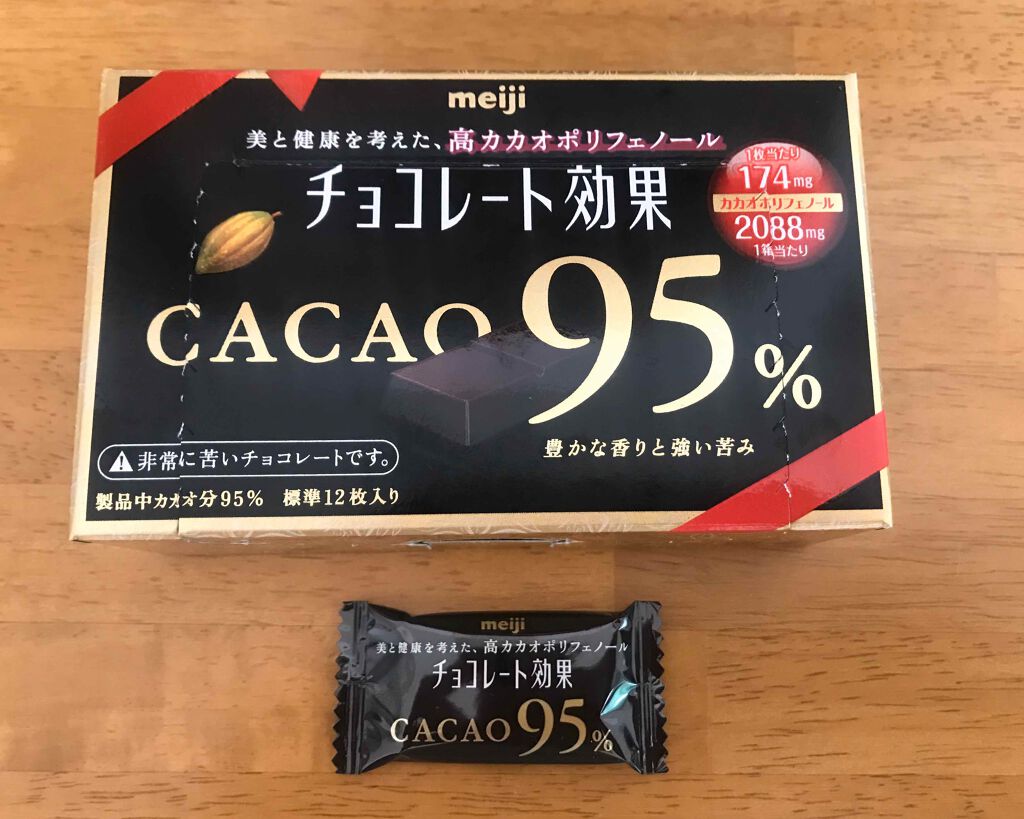 meiji
美と健康を考えた、高カカオポリフェノール
チョコレート効果
1枚当たり
174mg
カカオポリフェノール
2088mg
1箱当たり
CACAO 95%
豊かな香りと強い苦み
非常に苦いチョコレートです。
製品中カカオ分95% 標準12枚入り
meiji
美と健康を考えた、高カカオポリフェノール
チョコレート効果
CACAO 95%